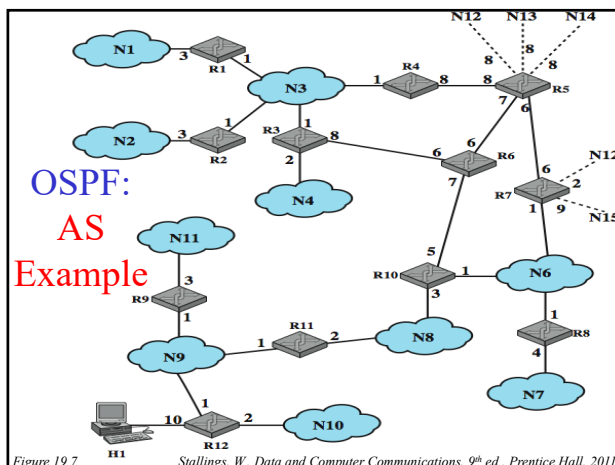 N12 N13 N14
N1 3 1 R1
8 8 8
N3 1 R4 8 8 R5
7 6
N2 3 1 R2
R3 1 8
2
6 6 R6
7
N12
6 2
R7 1 9
N15
N4
OSPF:
AS
Example
N11
3
R9
1
5
R10 1
3
N6
1
R8
4
N7
N9 1 R11 2 N8
1
H1 10 R12 2 N10
Figure 19.7 Stallings, W., Data and Computer Communications, 9th ed., Prentice Hall, 2011